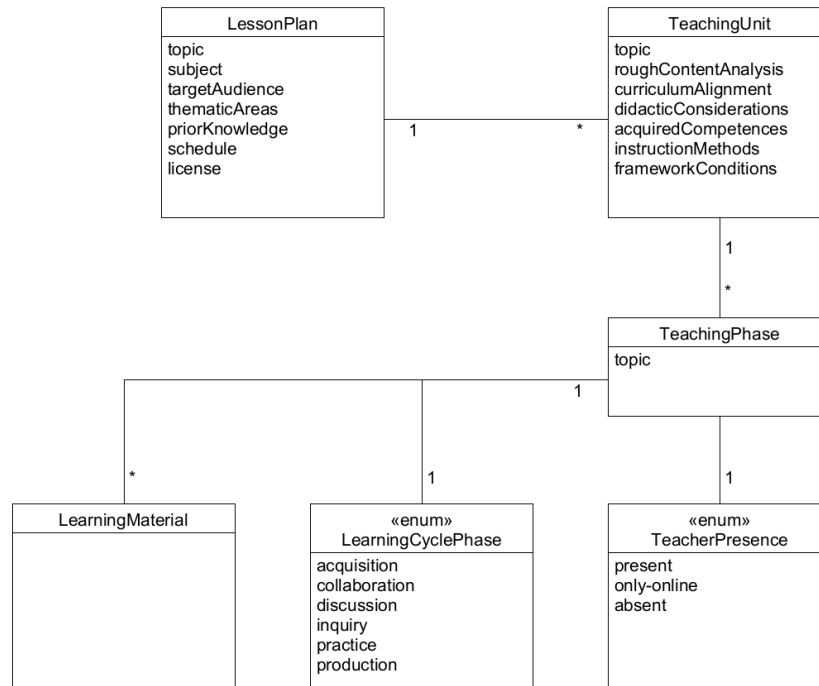 LessonPlan
topic
subject
targetAudience
thematicAreas
priorKnowledge
schedule
license
1
*
TeachingUnit
topic
roughContentAnalysis
curriculumAlignment
didacticConsiderations
acquiredCompetences
instructionMethods
frameworkConditions
1
*
TeachingPhase
topic
1
*
1
1
LearningMaterial
«enum»
LearningCyclePhase
acquisition
collaboration
discussion
inquiry
practice
production
«enum»
TeacherPresence
present
only-online
absent